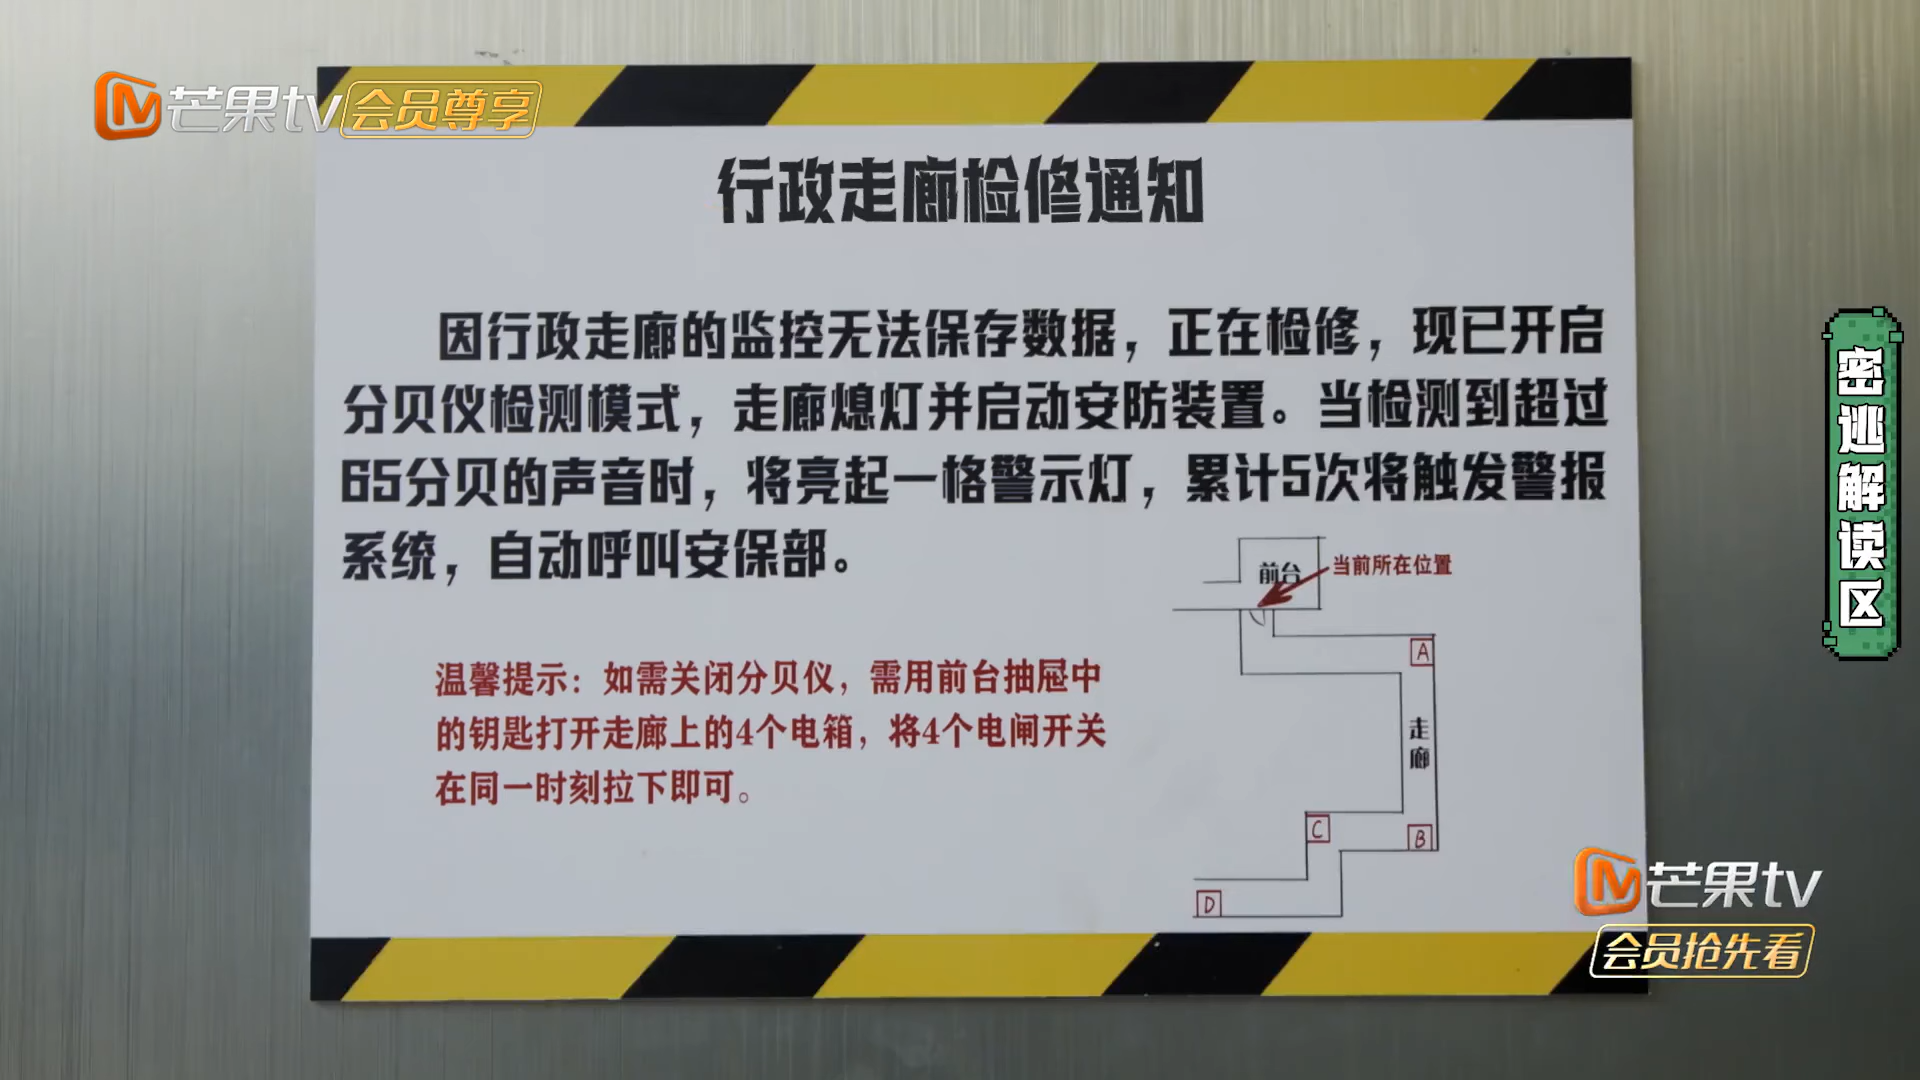 芒果tv会员尊享
行政走廊检修通知
因行政走廊的监控无法保存数据，正在检修，现已开启
分贝仪检测模式，走廊熄灯并启动安防装置。当检测到超过
65分贝的声音时，将亮起一格警示灯，累计5次将触发警报
系统，自动呼叫安保部。
前台
当前所在位置
温馨提示：如需关闭分贝仪，需用前台抽屉中
的钥匙打开走廊上的4个电箱，将4个电闸开关
在同一时刻拉下即可。
A
走廊
C
B
D
密逃解读区
芒果tv
会员抢先看